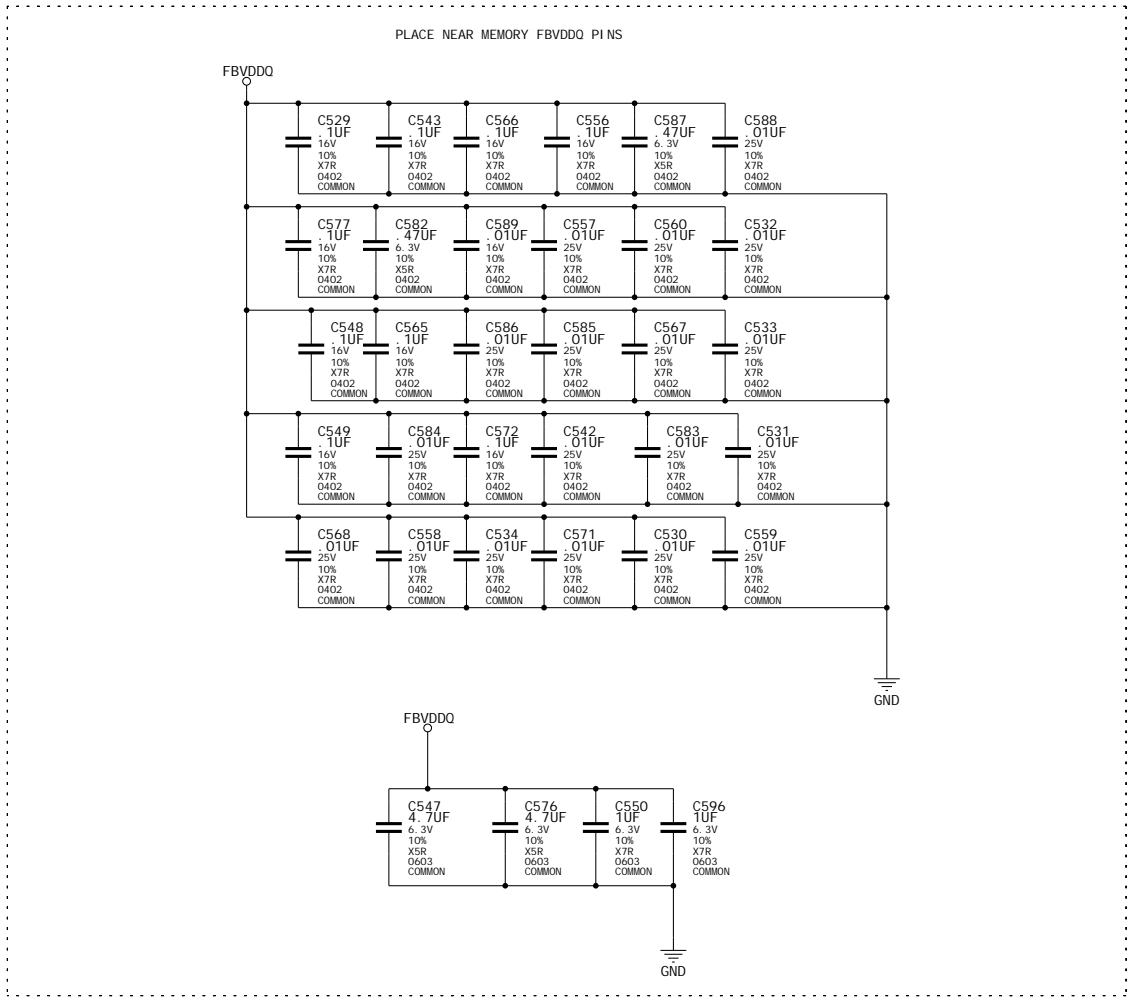 PLACE NEAR MEMORY FBVDDQ PINS
FBVDDQ
C529 C543 C566 C556 C587 C588
.1UF .1UF .1UF .1UF .47UF .01UF
16V 16V 16V 16V 6.3V 25V
10% 10% 10% 10% 10% 10%
X7R X7R X7R X7R X5R X7R
0402 0402 0402 0402 0402 0402
COMMON COMMON COMMON COMMON COMMON COMMON
C577 C582 C589 C557 C560 C532
.1UF .47UF .01UF .01UF .01UF .01UF
16V 6.3V 16V 25V 25V 25V
10% 10% 10% 10% 10% 10%
X7R X5R X7R X7R X7R X7R
0402 0402 0402 0402 0402 0402
COMMON COMMON COMMON COMMON COMMON COMMON
C548 C565 C586 C585 C567 C533
.1UF .1UF .01UF .01UF .01UF .01UF
16V 16V 25V 25V 25V 25V
10% 10% 10% 10% 10% 10%
X7R X7R X7R X7R X7R X7R
0402 0402 0402 0402 0402 0402
COMMON COMMON COMMON COMMON COMMON COMMON
C549 C584 C572 C542 C583 C531
.1UF .01UF .1UF .01UF .01UF .01UF
16V 25V 16V 25V 25V 25V
10% 10% 10% 10% 10% 10%
X7R X7R X7R X7R X7R X7R
0402 0402 0402 0402 0402 0402
COMMON COMMON COMMON COMMON COMMON COMMON
C568 C558 C534 C571 C530 C559
.01UF .01UF .01UF .01UF .01UF .01UF
25V 25V 25V 25V 25V 25V
10% 10% 10% 10% 10% 10%
X7R X7R X7R X7R X7R X7R
0402 0402 0402 0402 0402 0402
COMMON COMMON COMMON COMMON COMMON COMMON
GND
FBVDDQ
C547 C576 C550 C596
4.7UF 4.7UF 1UF 1UF
6.3V 6.3V 6.3V 6.3V
10% 10% 10% 10%
X5R X5R X7R X7R
0603 0603 0603 0603
COMMON COMMON COMMON COMMON
GND